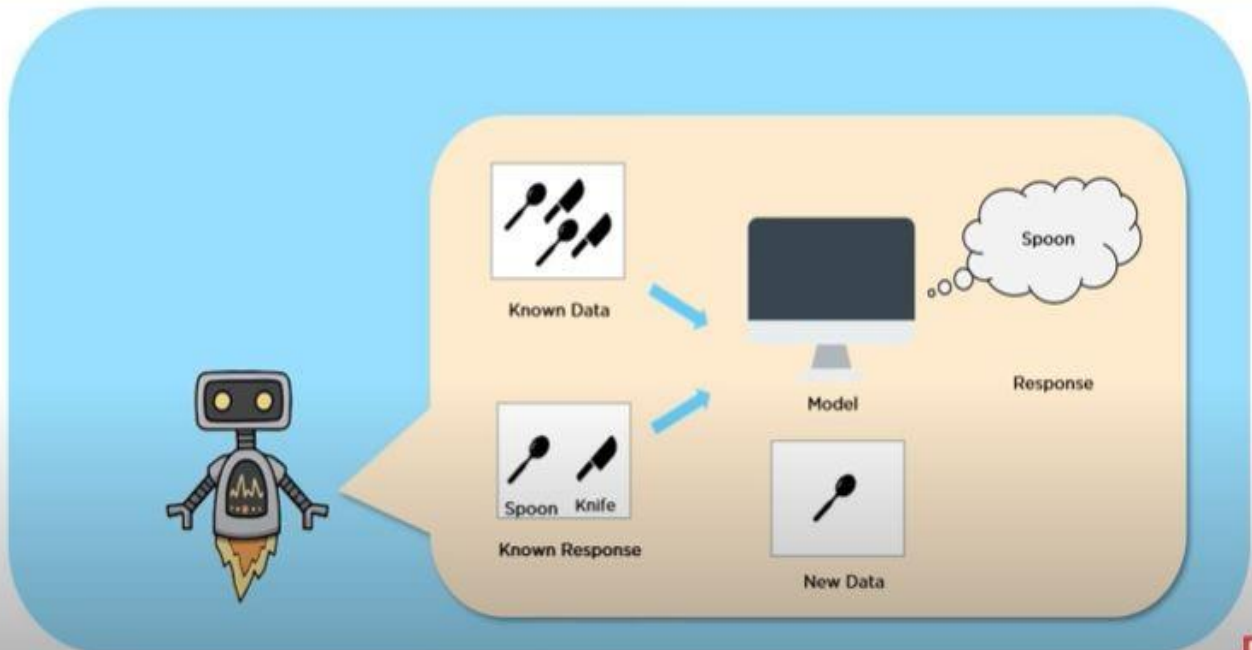 Known Data
Spoon Knife
Known Response
Model
New Data
Spoon
Response